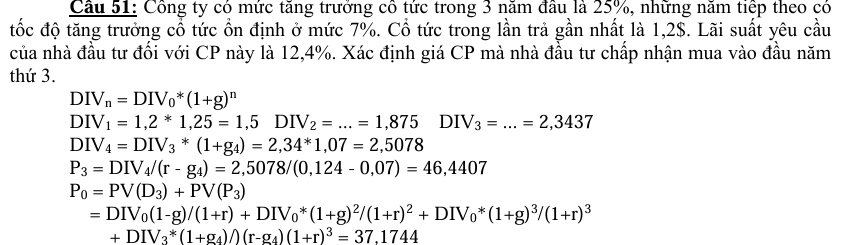 Câu 51: Công ty có mức tăng trưởng cổ tức trong 3 năm đầu là 25%, những năm tiếp theo có
tốc độ tăng trưởng cổ tức ổn định ở mức 7%. Cổ tức trong lần trả gần nhất là 1,2$. Lãi suất yêu cầu
của nhà đầu tư đối với CP này là 12,4%. Xác định giá CP mà nhà đầu tư chấp nhận mua vào đầu năm
thứ 3.
DIVₙ = DIV₀*(1+g)ⁿ
DIV₁ = 1,2 * 1,25 = 1,5 DIV₂ = ... = 1,875 DIV₃ = ... = 2,3437
DIV₄ = DIV₃ * (1+g₄) = 2,34*1,07 = 2,5078
P₃ = DIV₄/(r - g₄) = 2,5078/(0,124 - 0,07) = 46,4407
P₀ = PV(D₃) + PV(P₃)
= DIV₀(1-g)/(1+r) + DIV₀*(1+g)²/(1+r)² + DIV₀*(1+g)³/(1+r)³
+ DIV₃*(1+g₄)/)(r-g₄)(1+r)³ = 37,1744